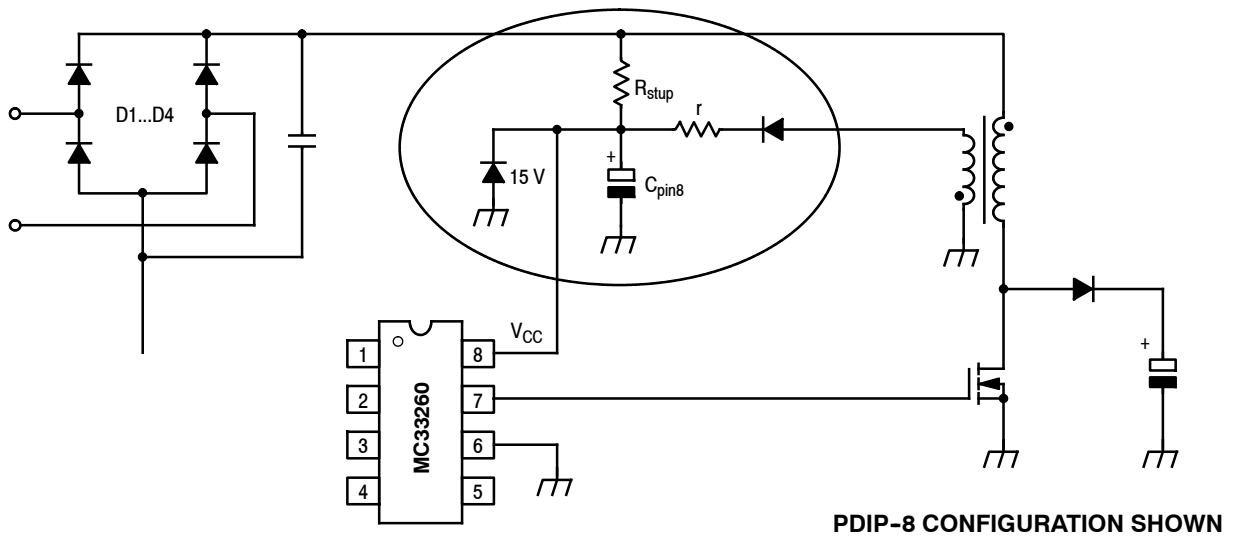 D1...D4
R_stup
r
+
15 V
C_pin8
V_CC
1
8
2
7
MC33260
3
6
4
5
+
PDIP-8 CONFIGURATION SHOWN